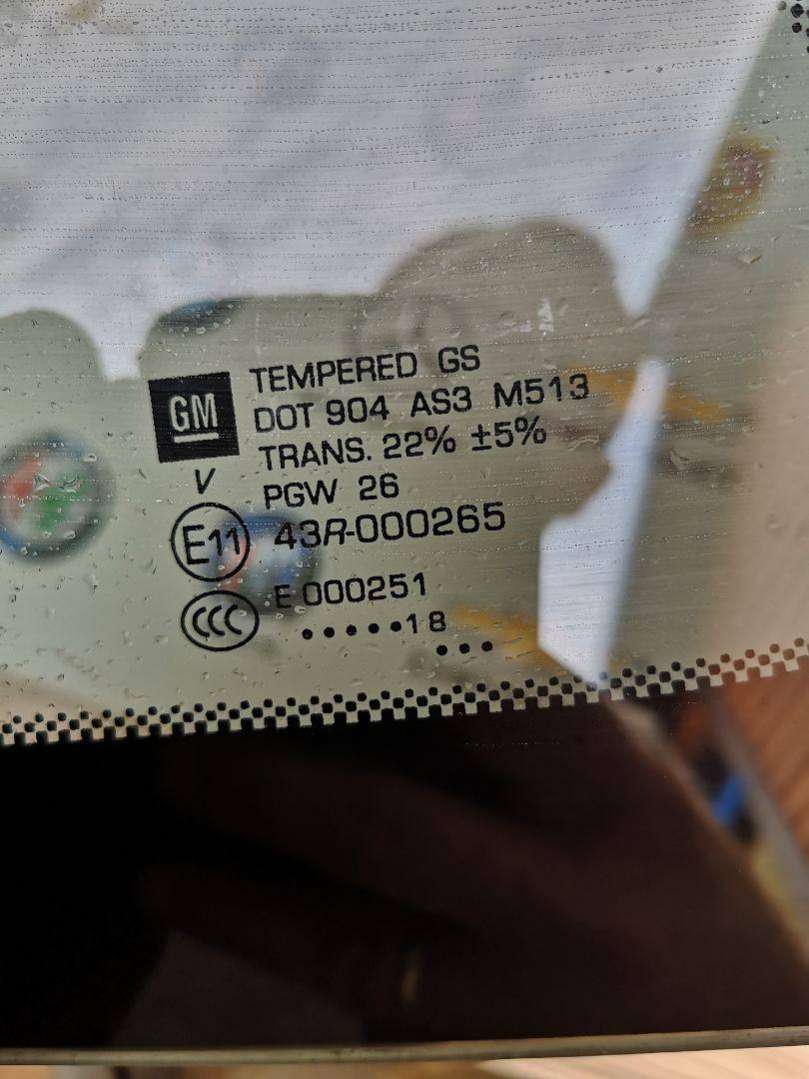 GM
TEMPERED GS
DOT 904 AS3 M513
TRANS. 22% ±5%
V PGW 26
E11 43R-000265
CCC E 000251
•••••18
•••